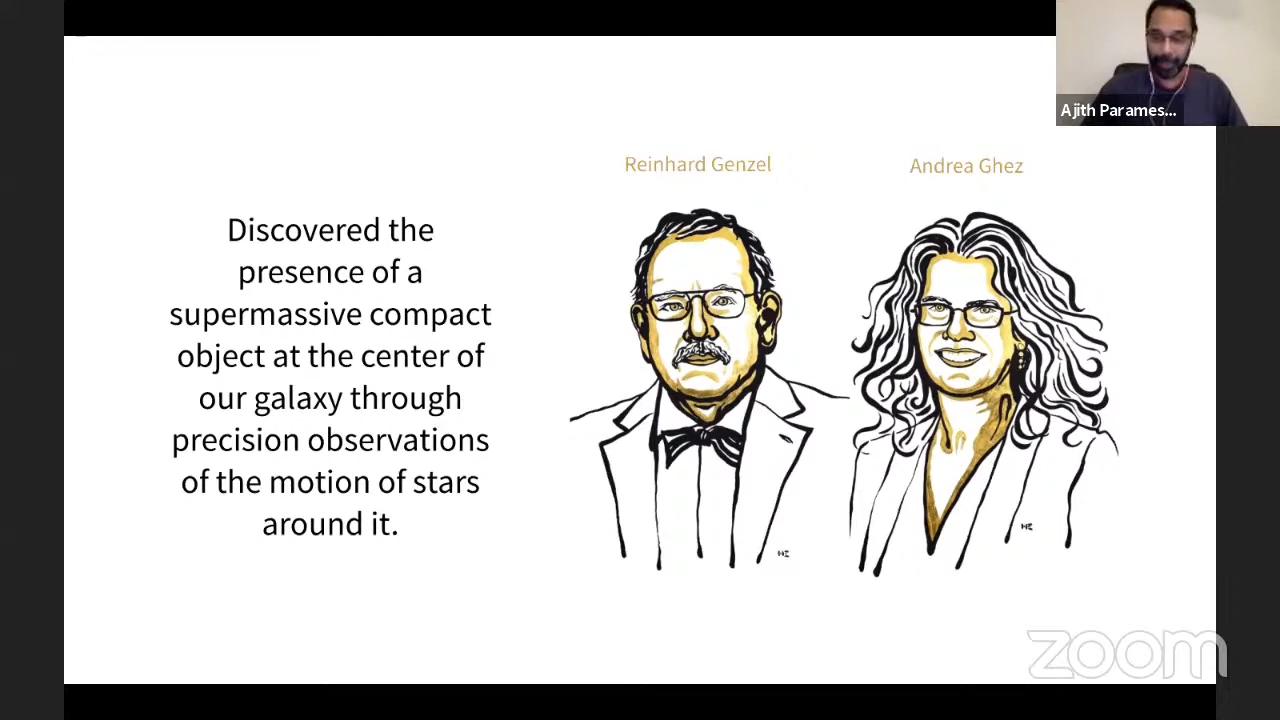 Ajith Parames...
Reinhard Genzel
Andrea Ghez
Discovered the
presence of a
supermassive compact
object at the center of
our galaxy through
precision observations
of the motion of stars
around it.
zoom